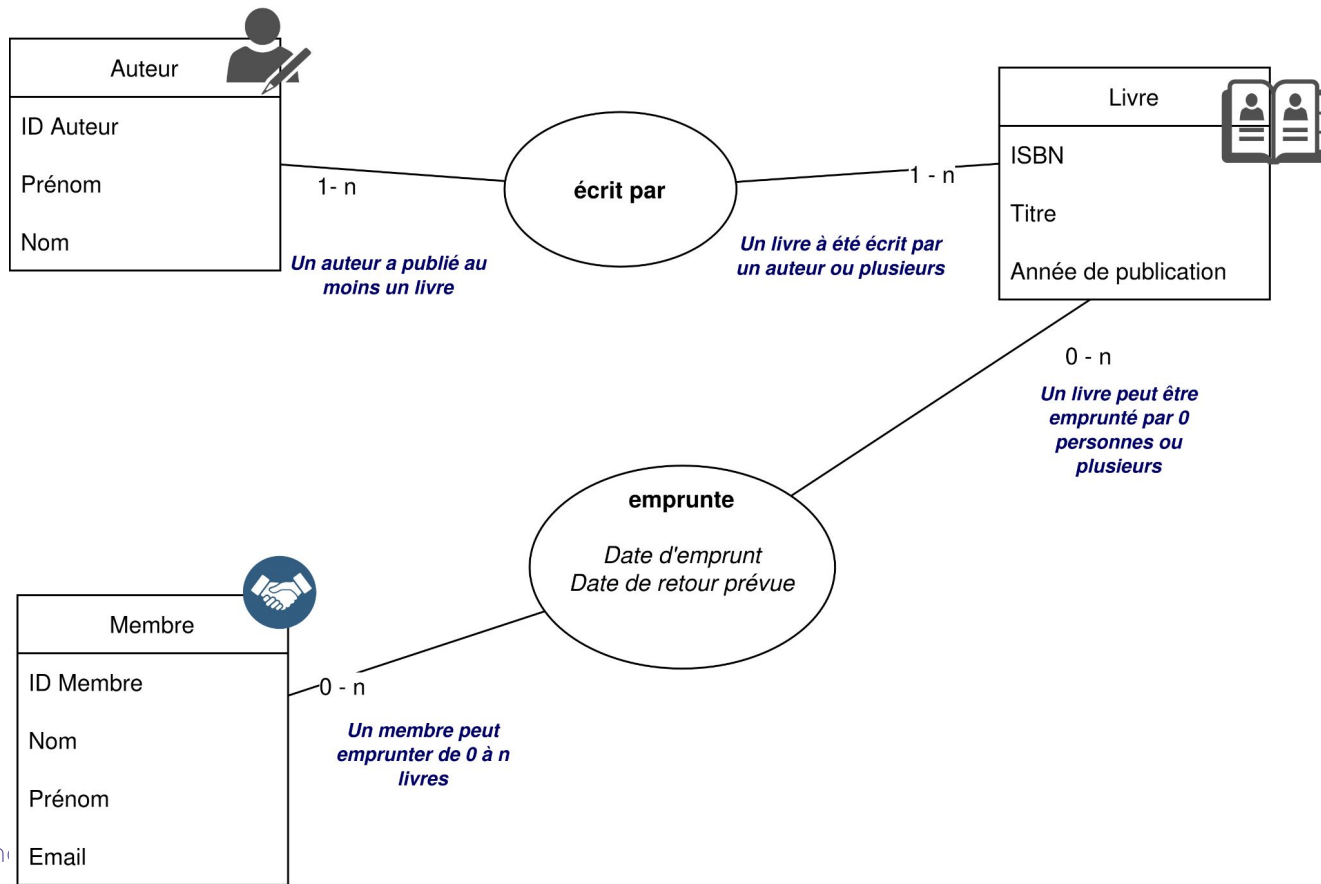 Auteur
ID Auteur
Prénom
Nom
1- n
Un auteur a publié au
moins un livre
écrit par
1 - n
Un livre à été écrit par
un auteur ou plusieurs
Livre
ISBN
Titre
Année de publication
0 - n
Un livre peut être
emprunté par 0
personnes ou
plusieurs
emprunte
Date d'emprunt
Date de retour prévue
Membre
ID Membre
Nom
Prénom
Email
0 - n
Un membre peut
emprunter de 0 à n
livres